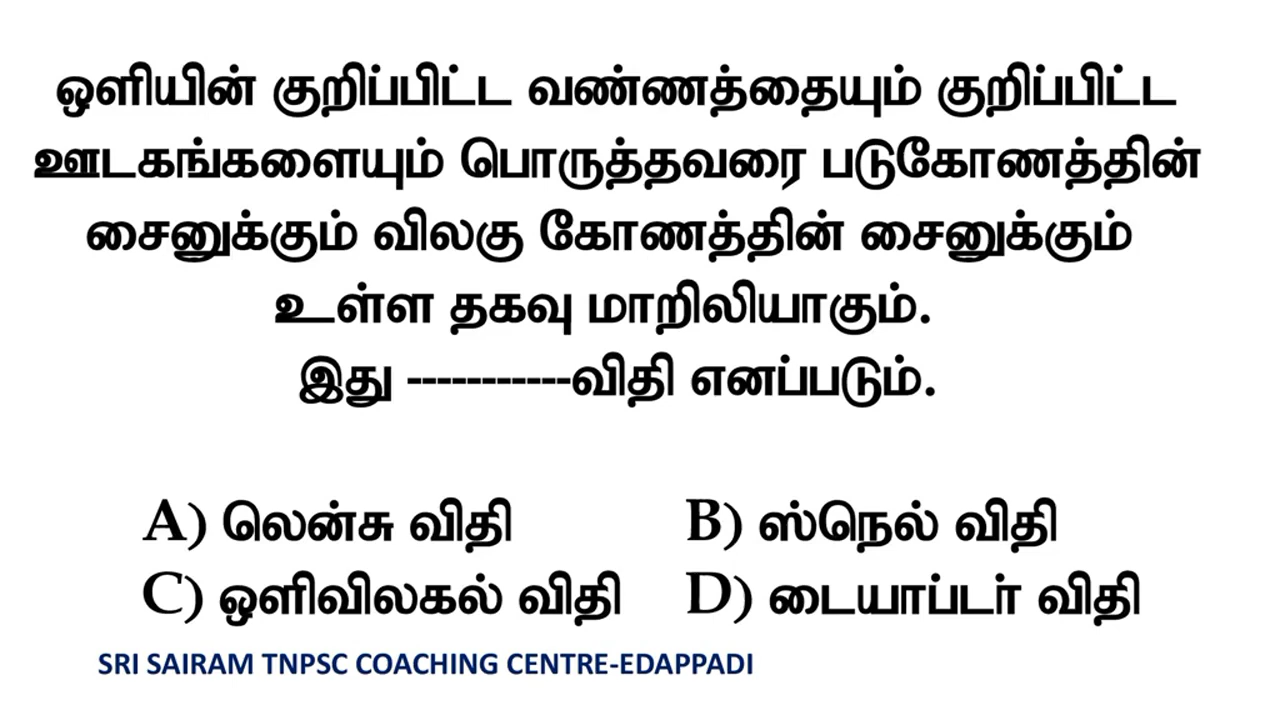 ஒளியின் குறிப்பிட்ட வண்ணத்தையும் குறிப்பிட்ட
ஊடகங்களையும் பொருத்தவரை படுகோணத்தின்
சைனுக்கும் விலகு கோணத்தின் சைனுக்கும்
உள்ள தகவு மாறிலியாகும்.
இது -----------விதி எனப்படும்.
A) லென்சு விதி B) ஸ்நெல் விதி
C) ஒளிவிலகல் விதி D) டையாப்டர் விதி
SRI SAIRAM TNPSC COACHING CENTRE-EDAPPADI